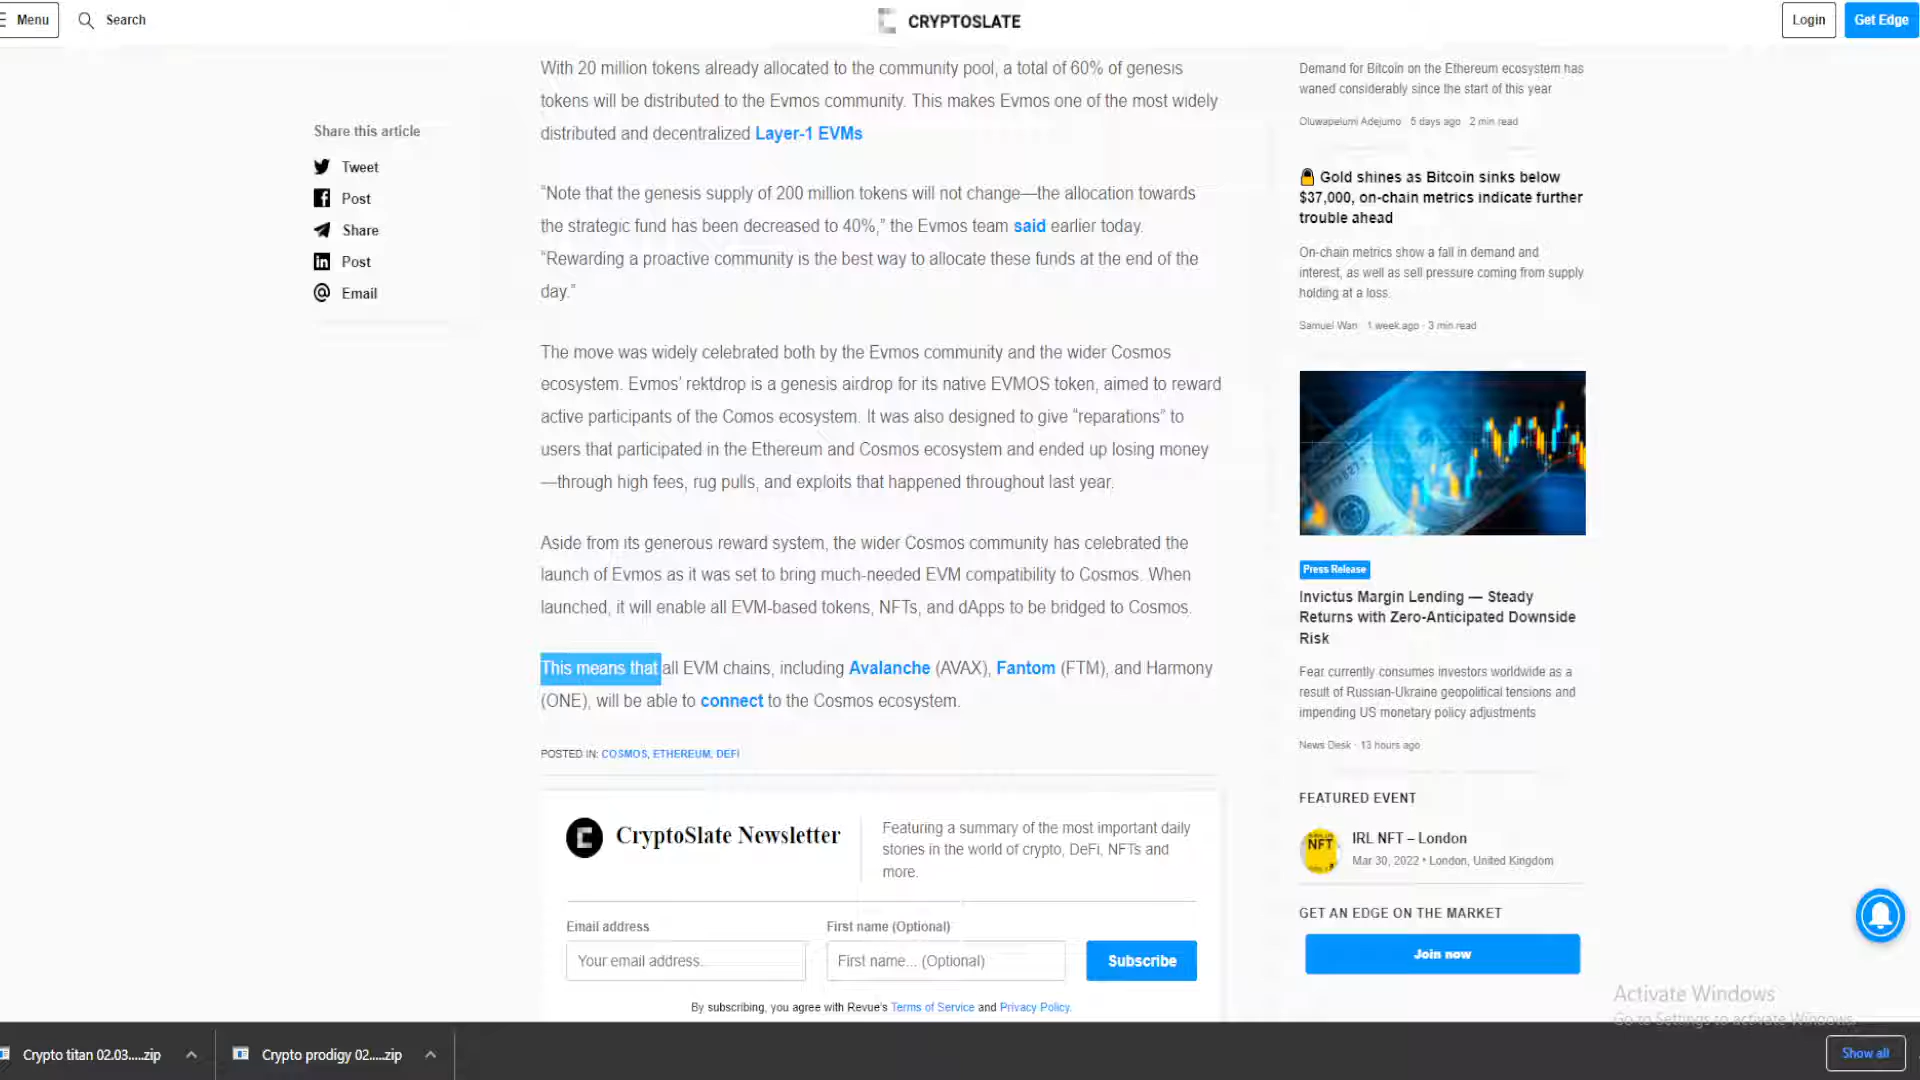 Menu
Search
CRYPTOSLATE
Login
Get Edge
With 20 million tokens already allocated to the community pool, a total of 60% of genesis
tokens will be distributed to the Evmos community. This makes Evmos one of the most widely
distributed and decentralized Layer-1 EVMs
“Note that the genesis supply of 200 million tokens will not change—the allocation towards
the strategic fund has been decreased to 40%,” the Evmos team said earlier today.
“Rewarding a proactive community is the best way to allocate these funds at the end of the
day.”
The move was widely celebrated both by the Evmos community and the wider Cosmos
ecosystem. Evmos’ rektdrop is a genesis airdrop for its native EVMOS token, aimed to reward
active participants of the Comos ecosystem. It was also designed to give “reparations” to
users that participated in the Ethereum and Cosmos ecosystem and ended up losing money
—through high fees, rug pulls, and exploits that happened throughout last year.
Aside from its generous reward system, the wider Cosmos community has celebrated the
launch of Evmos as it was set to bring much-needed EVM compatibility to Cosmos. When
launched, it will enable all EVM-based tokens, NFTs, and dApps to be bridged to Cosmos.
This means that all EVM chains, including Avalanche (AVAX), Fantom (FTM), and Harmony
(ONE), will be able to connect to the Cosmos ecosystem.
POSTED IN: COSMOS, ETHEREUM, DEFI
Share this article
Tweet
Post
Share
Post
Email
CryptoSlate Newsletter
Featuring a summary of the most important daily
stories in the world of crypto, DeFi, NFTs and
more.
Email address
First name (Optional)
Your email address..
First name... (Optional)
Subscribe
By subscribing, you agree with Revue's Terms of Service and Privacy Policy.
Demand for Bitcoin on the Ethereum ecosystem has
waned considerably since the start of this year
Oluwapelumi Adejumo · 5 days ago · 2 min read
Gold shines as Bitcoin sinks below
$37,000, on-chain metrics indicate further
trouble ahead
On-chain metrics show a fall in demand and
interest, as well as sell pressure coming from supply
holding at a loss.
Samuel Wan · 1 week ago · 3 min read
Press Release
Invictus Margin Lending — Steady
Returns with Zero-Anticipated Downside
Risk
Fear currently consumes investors worldwide as a
result of Russian-Ukraine geopolitical tensions and
impending US monetary policy adjustments
News Desk · 13 hours ago
FEATURED EVENT
NFT
IRL NFT – London
Mar 30, 2022 • London, United Kingdom
GET AN EDGE ON THE MARKET
Join now
Activate Windows
Go to Settings to activate Windows.
Crypto titan 02.03.....zip
Crypto prodigy 02.....zip
Show all